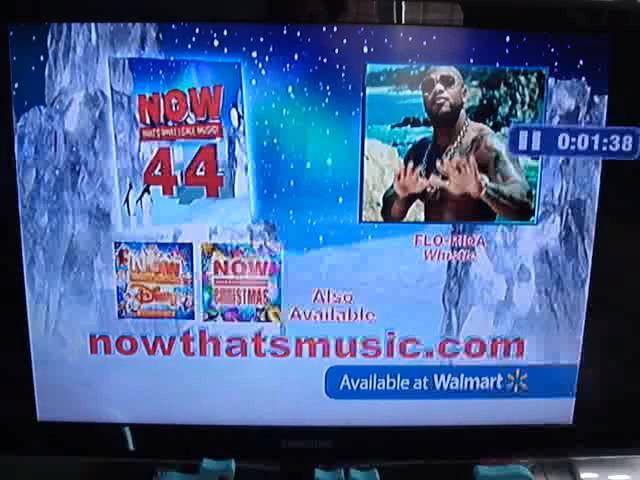 NOW
THAT'S WHAT I CALL MUSIC!
44
0:01:38
FLO-RIDA
Whistle
NOW
Disney
NOW
CHRISTMAS
Also
Available
nowthatsmusic.com
Available at Walmart
SAMSUNG